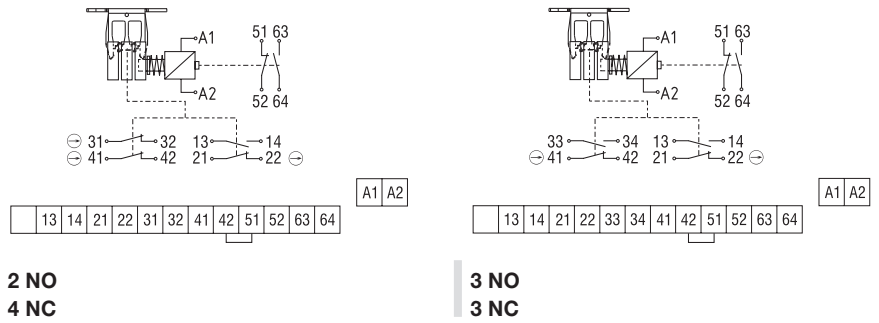 51 63
A1
A2
52 64
31 32 13 14
41 42 21 22
A1 A2
13 14 21 22 31 32 41 42 51 52 63 64
2 NO
4 NC
51 63
A1
A2
52 64
33 34 13 14
41 42 21 22
A1 A2
13 14 21 22 33 34 41 42 51 52 63 64
3 NO
3 NC